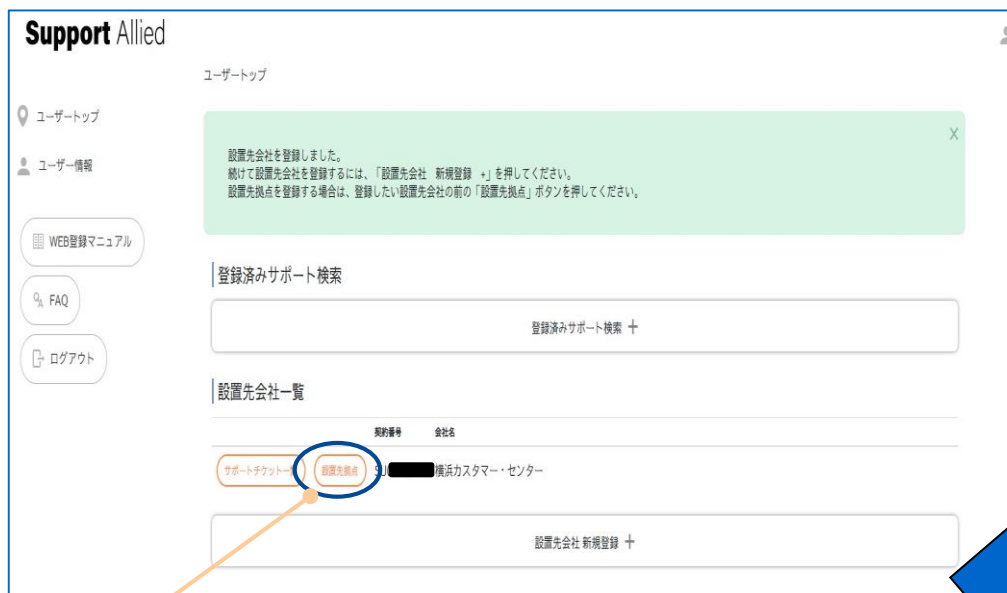 Support Allied
ユーザートップ
ユーザートップ
ユーザー情報
WEB登録マニュアル
FAQ
ログアウト
X
設置先会社を登録しました。
続けて設置先会社を登録するには、「設置先会社 新規登録 +」を押してください。
設置先拠点を登録する場合は、登録したい設置先会社の前の「設置先拠点」ボタンを押してください。
登録済みサポート検索
登録済みサポート検索 +
設置先会社一覧
契約番号 会社名
サポートチケット一 設置先拠点 横浜カスタマー・センター
設置先会社 新規登録 +